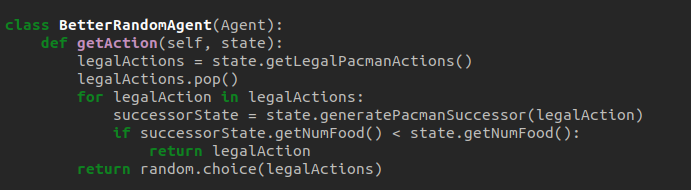 class BetterRandomAgent(Agent):
    def getAction(self, state):
        legalActions = state.getLegalPacmanActions()
        legalActions.pop()
        for legalAction in legalActions:
            successorState = state.generatePacmanSuccessor(legalAction)
            if successorState.getNumFood() < state.getNumFood():
                return legalAction
        return random.choice(legalActions)